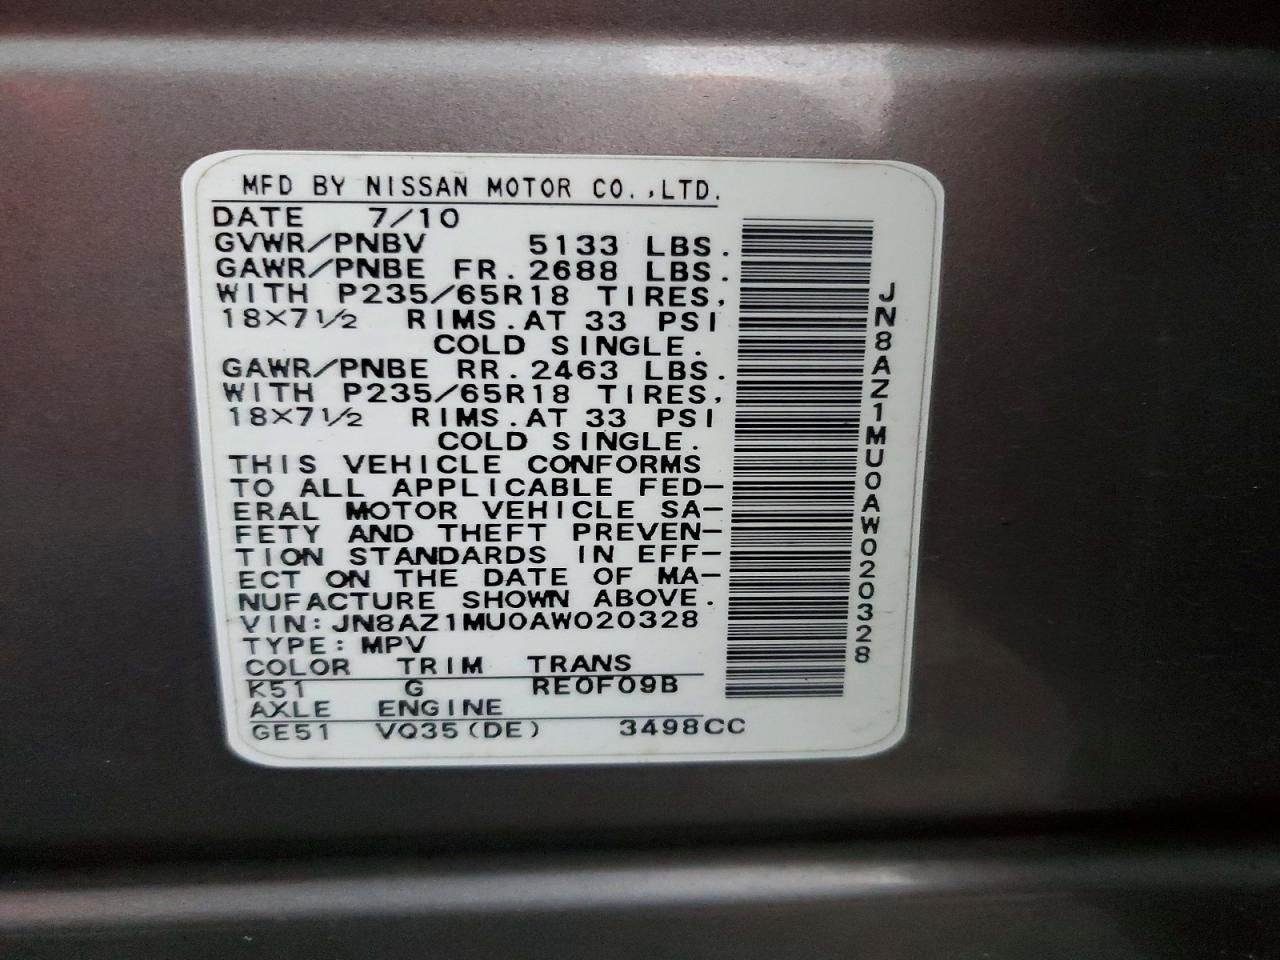 MFD BY NISSAN MOTOR CO.,LTD.
DATE 7/10
GVWR/PNBV 5133 LBS.
GAWR/PNBE FR.2688 LBS.
WITH P235/65R18 TIRES,
18×7½ RIMS.AT 33 PSI
COLD SINGLE.
GAWR/PNBE RR.2463 LBS.
WITH P235/65R18 TIRES,
18×7½ RIMS.AT 33 PSI
COLD SINGLE.
THIS VEHICLE CONFORMS
TO ALL APPLICABLE FED-
ERAL MOTOR VEHICLE SA-
FETY AND THEFT PREVEN-
TION STANDARDS IN EFF-
ECT ON THE DATE OF MA-
NUFACTURE SHOWN ABOVE.
VIN:JN8AZ1MU0AW020328
TYPE:MPV
COLOR TRIM TRANS
K51 G RE0F09B
AXLE ENGINE
GE51 VQ35(DE) 3498CC
JN8AZ1MU0AW020328